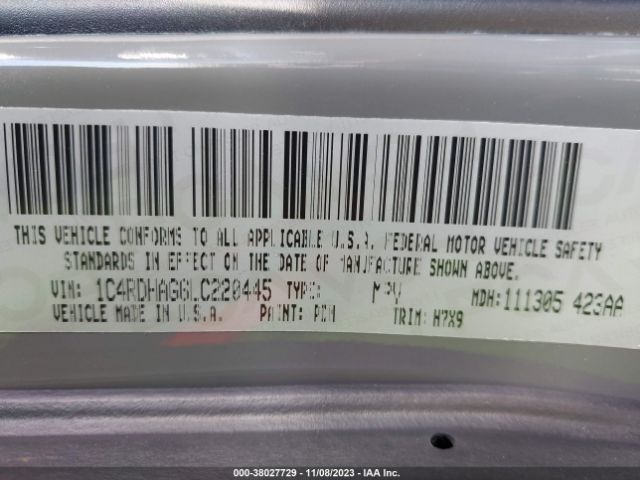 THIS VEHICLE CONFORMS TO ALL APPLICABLE U.S.A. FEDERAL MOTOR VEHICLE SAFETY
STANDARDS IN EFFECT ON THE DATE OF MANUFACTURE SHOWN ABOVE.
VIN: 1C4RDHAG6LC220445 TYPE: MPV MDH:111305 423AA
VEHICLE MADE IN U.S.A. PAINT: PDN TRIM: H7X9
000-38027729 - 11/08/2023 - IAA Inc.